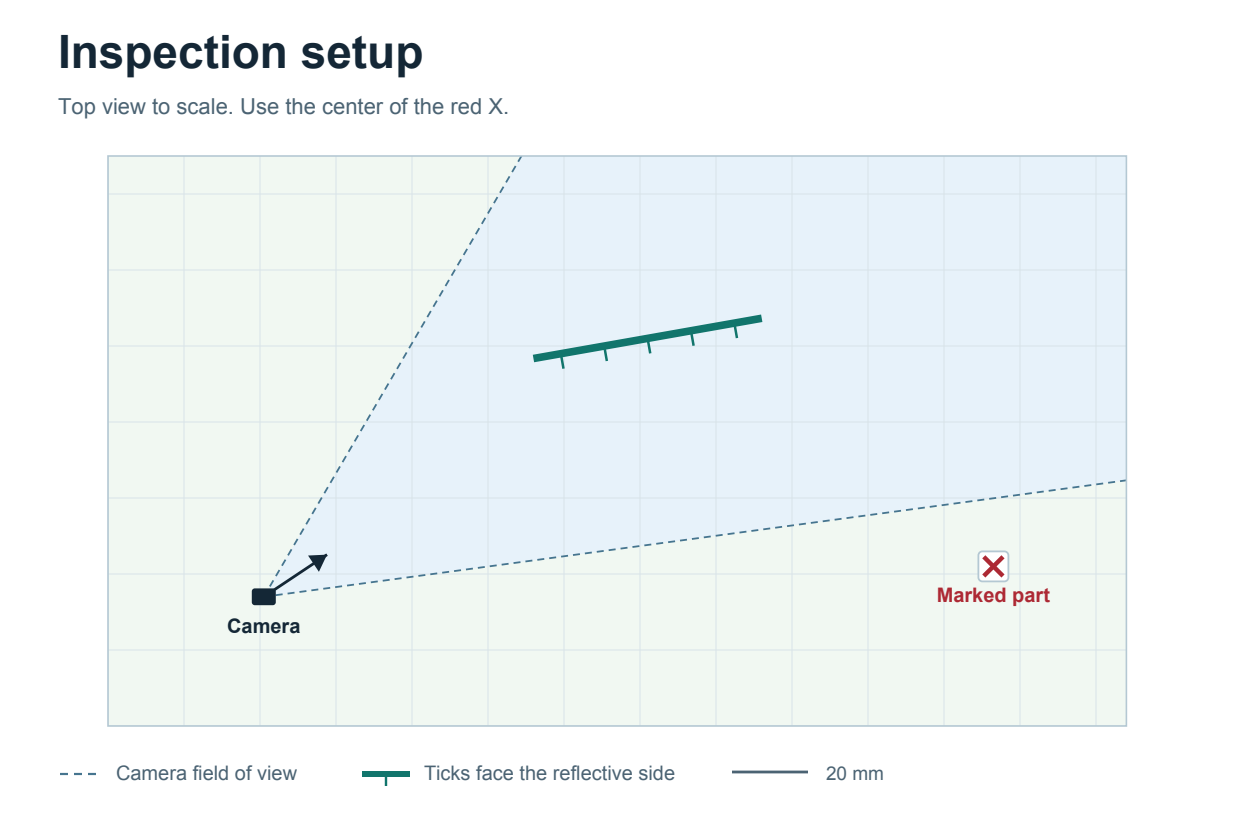 Inspection setup
Top view to scale. Use the center of the red X.
Marked part
Camera
Camera field of view
Ticks face the reflective side
20 mm